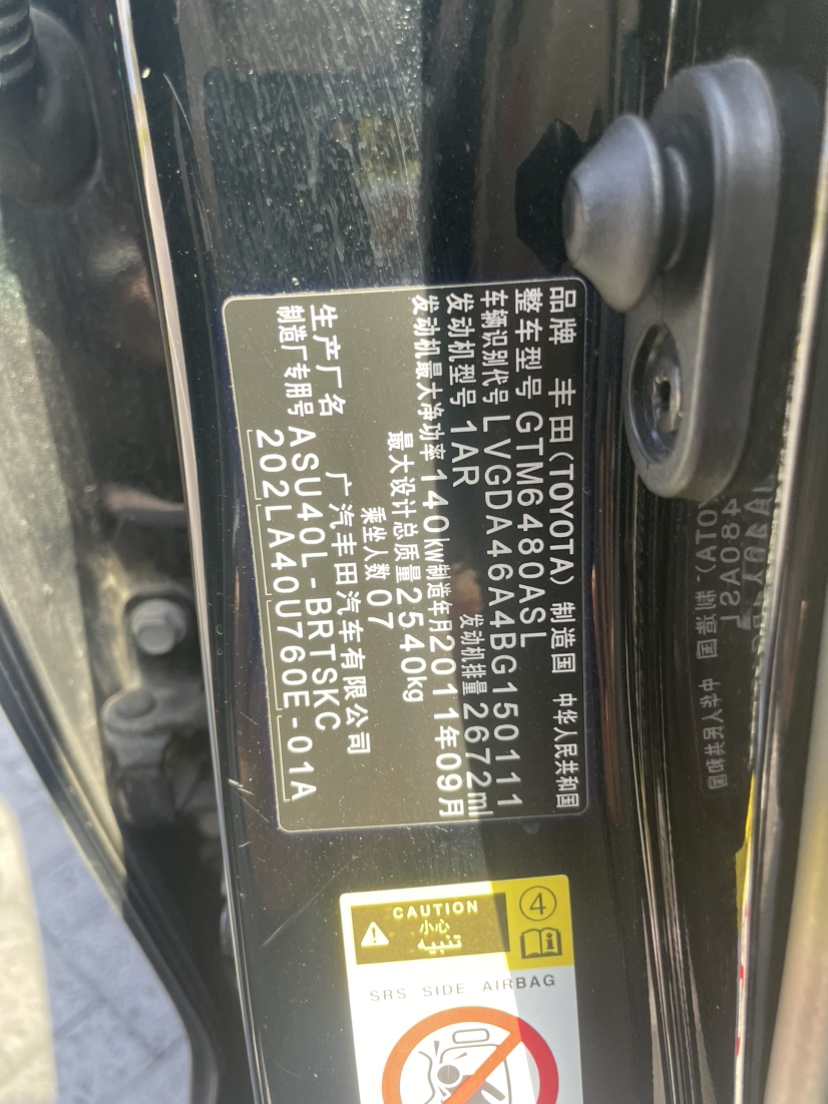 品牌 丰田(TOYOTA) 制造国 中华人民共和国
整车型号 GTM6480ASL
车辆识别代号 LVGDA46A4BG150111
发动机型号 1AR 发动机排量 2672ml
发动机最大净功率 140kW 制造年月 2011年09月
最大设计总质量 2540kg
乘坐人数 07
生产厂名 广汽丰田汽车有限公司
制造厂专用号 ASU40L-BRTSKC
202LA40U760E-01A
CAUTION
小心
4
SRS SIDE AIRBAG